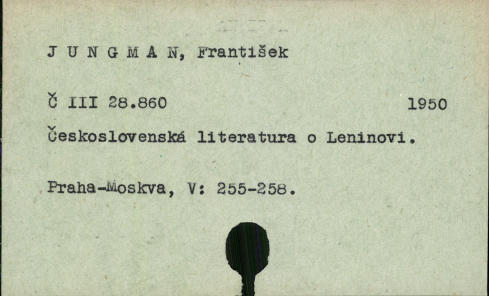 J U N G M A N, František
Č III 28.860 1950
Československá literatura o Leninovi.
Praha-Moskva, V: 255-258.